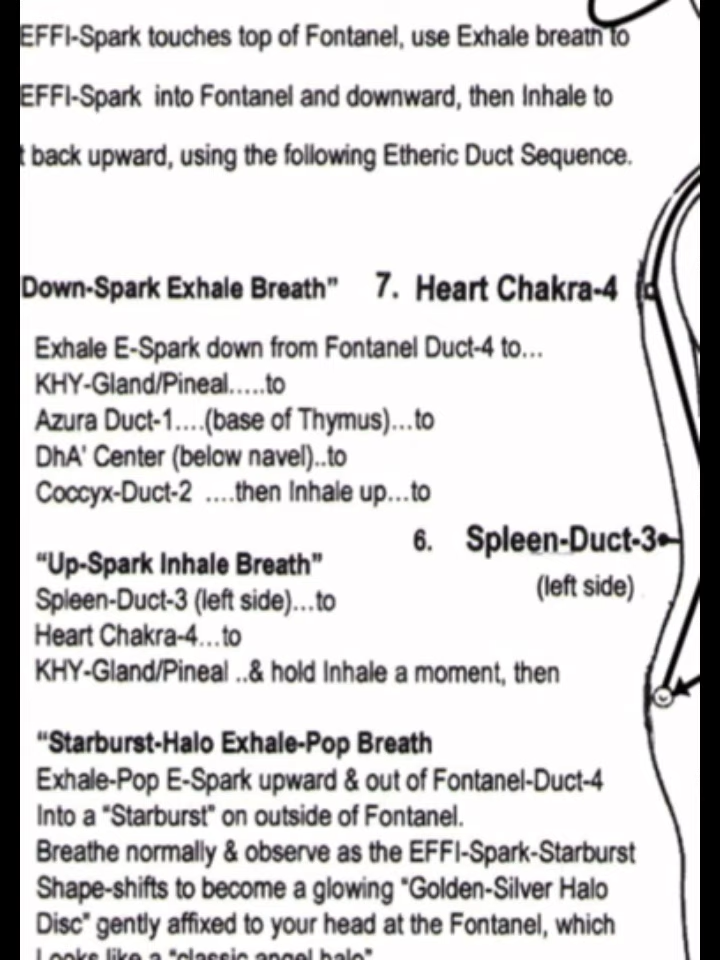 EFFI-Spark touches top of Fontanel, use Exhale breath to
EFFI-Spark into Fontanel and downward, then Inhale to
t back upward, using the following Etheric Duct Sequence.
Down-Spark Exhale Breath"
7. Heart Chakra-4
Exhale E-Spark down from Fontanel Duct-4 to...
KHY-Gland/Pineal.....to
Azura Duct-1....(base of Thymus)...to
DhA' Center (below navel)..to
Coccyx-Duct-2 ....then Inhale up...to
6. Spleen-Duct-3
(left side)
"Up-Spark Inhale Breath"
Spleen-Duct-3 (left side)...to
Heart Chakra-4...to
KHY-Gland/Pineal ..& hold Inhale a moment, then
"Starburst-Halo Exhale-Pop Breath
Exhale-Pop E-Spark upward & out of Fontanel-Duct-4
Into a "Starburst" on outside of Fontanel.
Breathe normally & observe as the EFFI-Spark-Starburst
Shape-shifts to become a glowing "Golden-Silver Halo
Disc" gently affixed to your head at the Fontanel, which
Looks like a "classic angel halo"